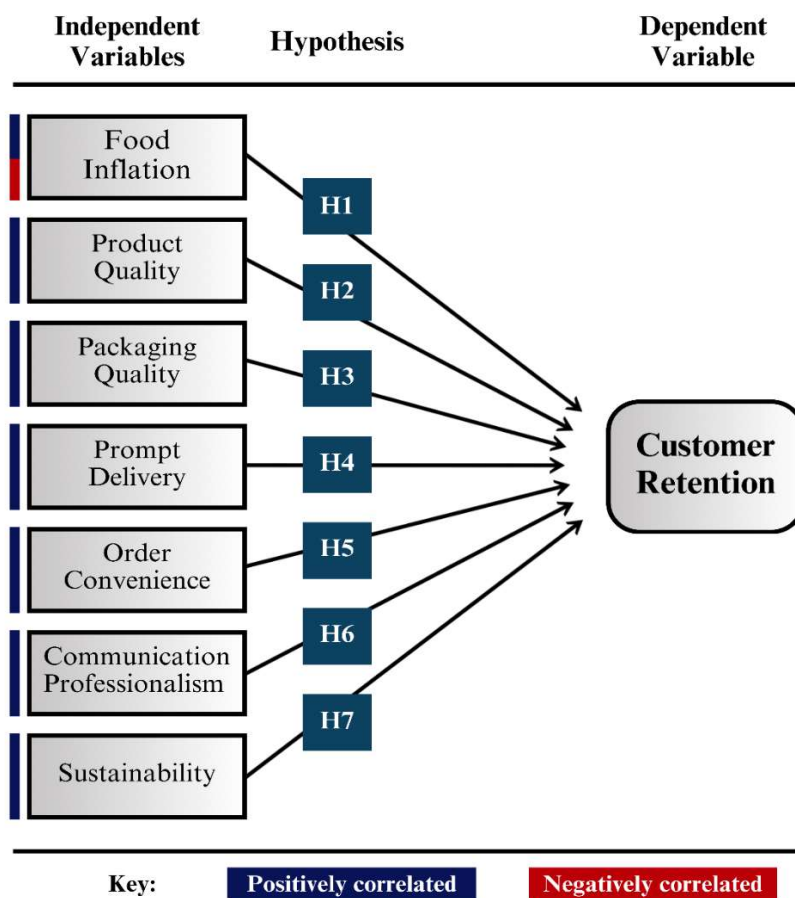 Independent
Variables
Hypothesis
Dependent
Variable
Food
Inflation
H1
Product
Quality
H2
Packaging
Quality
H3
Prompt
Delivery
H4
Order
Convenience
H5
Communication
Professionalism
H6
Sustainability
H7
Customer
Retention
Key:
Positively correlated
Negatively correlated